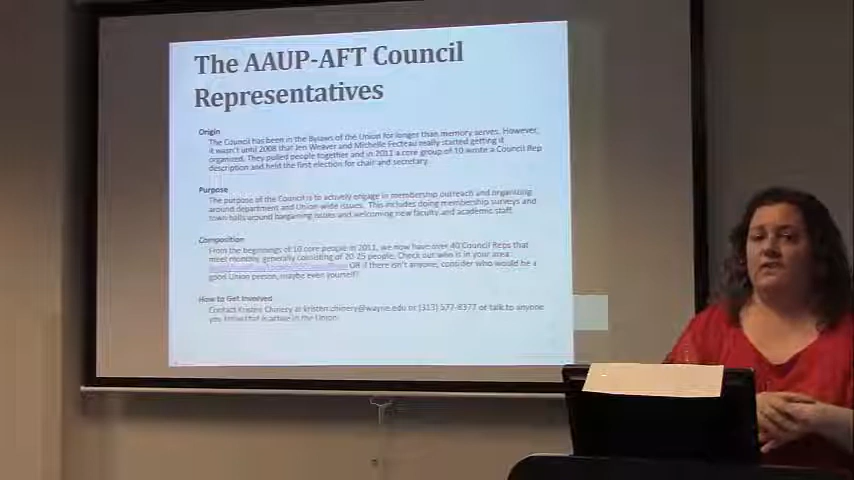 The AAUP-AFT Council
Representatives
Origin
The Council has been in the Bylaws of the Union for longer than memory serves. However,
it wasn't until 2008 that Jen Weaver and Michelle Fecteau really started getting it
organized. They pulled people together and in 2011 a core group of 10 wrote a Council Rep
description and held the first election for chair and secretary.
Purpose
The purpose of the Council is to actively engage in membership outreach and organizing
around department and Union-wide issues. This includes doing membership surveys and
town halls around bargaining issues and welcoming new faculty and academic staff.
Composition
From the beginnings of 10 core people in 2011, we now have over 40 Council Reps that
meet monthly generally consisting of 20-25 people. Check out who is in your area:
OR if there isn't anyone, consider who would be a
good Union person, maybe even yourself!
How to Get Involved
Contact Kristen Chinery at kristen.chinery@wayne.edu or (313) 577-8377 or talk to anyone
you know that is active in the Union.